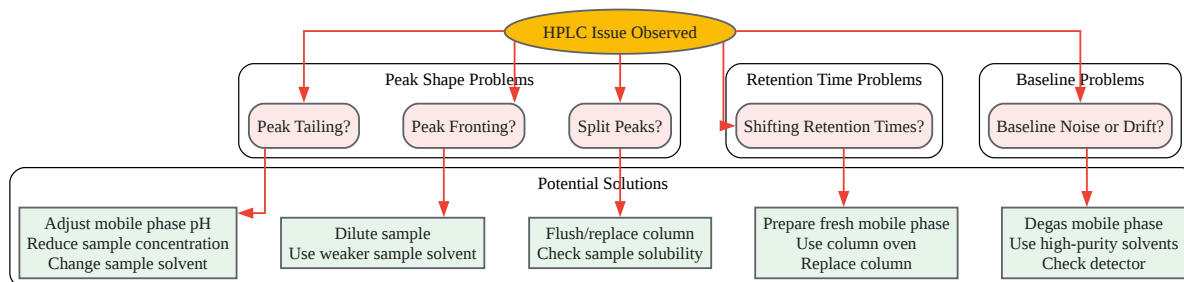 HPLC Issue Observed
Peak Shape Problems
Retention Time Problems
Baseline Problems
Peak Tailing?
Peak Fronting?
Split Peaks?
Shifting Retention Times?
Baseline Noise or Drift?
Potential Solutions
Adjust mobile phase pH
Reduce sample concentration
Change sample solvent
Dilute sample
Use weaker sample solvent
Flush/replace column
Check sample solubility
Prepare fresh mobile phase
Use column oven
Replace column
Degas mobile phase
Use high-purity solvents
Check detector